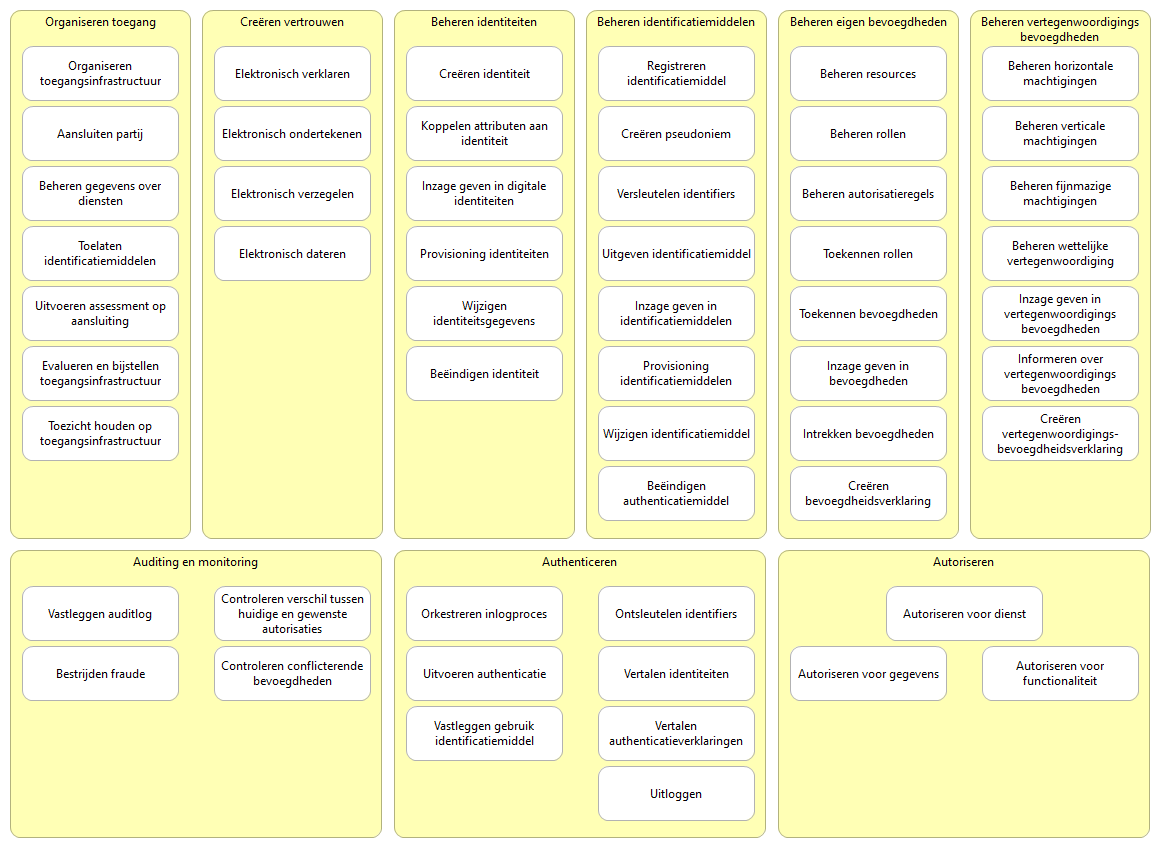 Organiseren toegang
Organiseren
toegangsinfrastructuur
Aansluiten partij
Beheren gegevens over
diensten
Toelaten
identificatiemiddelen
Uitvoeren assessment op
aansluiting
Evalueren en bijstellen
toegangsinfrastructuur
Toezicht houden op
toegangsinfrastructuur
Creëren vertrouwen
Elektronisch verklaren
Elektronisch ondertekenen
Elektronisch verzegelen
Elektronisch dateren
Beheren identiteiten
Creëren identiteit
Koppelen attributen aan
identiteit
Inzage geven in digitale
identiteiten
Provisioning identiteiten
Wijzigen
identiteitsgegevens
Beëindigen identiteit
Beheren identificatiemiddelen
Registreren
identificatiemiddel
Creëren pseudoniem
Versleutelen identifiers
Uitgeven identificatiemiddel
Inzage geven in
identificatiemiddelen
Provisioning
identificatiemiddelen
Wijzigen identificatiemiddel
Beëindigen
authenticatiemiddel
Beheren eigen bevoegdheden
Beheren resources
Beheren rollen
Beheren autorisatieregels
Toekennen rollen
Toekennen bevoegdheden
Inzage geven in
bevoegdheden
Intrekken bevoegdheden
Creëren
bevoegdheidsverklaring
Beheren vertegenwoordigings
bevoegdheden
Beheren horizontale
machtigingen
Beheren verticale
machtigingen
Beheren fijnmazige
machtigingen
Beheren wettelijke
vertegenwoordiging
Inzage geven in
vertegenwoordigings
bevoegdheden
Informeren over
vertegenwoordigings
bevoegdheden
Creëren
vertegenwoordigings-
bevoegdheidsverklaring
Auditing en monitoring
Vastleggen auditlog
Controleren verschil tussen
huidige en gewenste
autorisaties
Bestrijden fraude
Controleren conflicterende
bevoegdheden
Authenticeren
Orkestreren inlogproces
Ontsleutelen identifiers
Uitvoeren authenticatie
Vertalen identiteiten
Vastleggen gebruik
identificatiemiddel
Vertalen
authenticatieverklaringen
Uitloggen
Autoriseren
Autoriseren voor dienst
Autoriseren voor gegevens
Autoriseren voor
functionaliteit